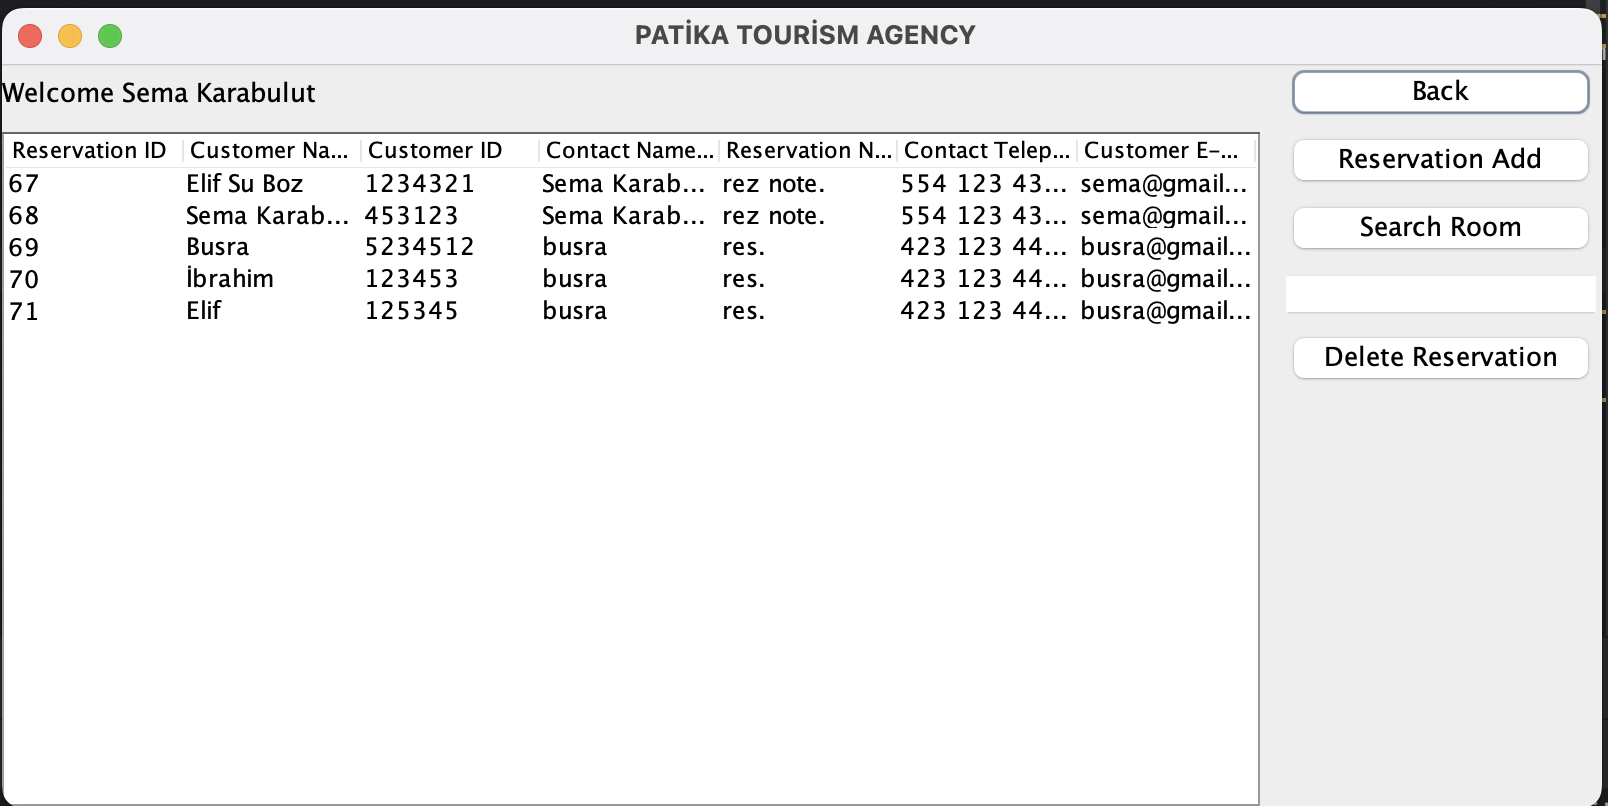 PATİKA TOURİSM AGENCY
Welcome Sema Karabulut
Back
Reservation Add
Search Room
Delete Reservation
Reservation ID Customer Na... Customer ID Contact Name... Reservation N... Contact Telep... Customer E-...
67 Elif Su Boz 1234321 Sema Karab... rez note. 554 123 43... sema@gmail...
68 Sema Karab... 453123 Sema Karab... rez note. 554 123 43... sema@gmail...
69 Busra 5234512 busra res. 423 123 44... busra@gmail...
70 İbrahim 123453 busra res. 423 123 44... busra@gmail...
71 Elif 125345 busra res. 423 123 44... busra@gmail...